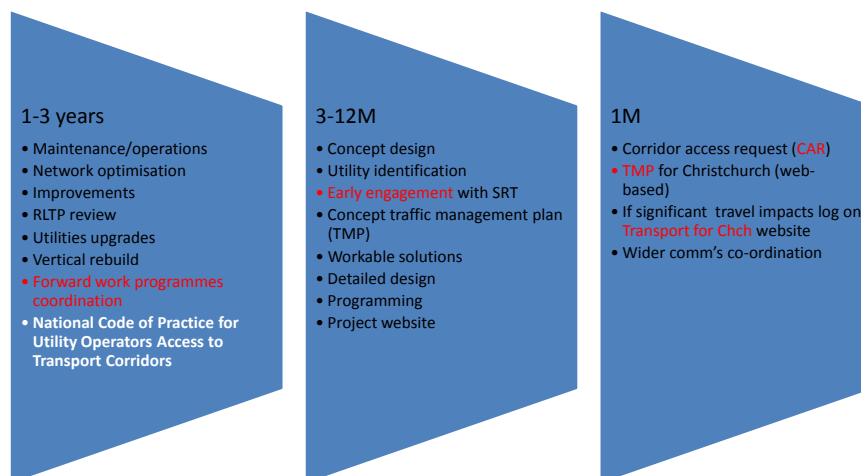 1-3 years
• Maintenance/operations
• Network optimisation
• Improvements
• RLTP review
• Utilities upgrades
• Vertical rebuild
• Forward work programmes
coordination
• National Code of Practice for
Utility Operators Access to
Transport Corridors
3-12M
• Concept design
• Utility identification
• Early engagement with SRT
• Concept traffic management plan
(TMP)
• Workable solutions
• Detailed design
• Programming
• Project website
1M
• Corridor access request (CAR)
• TMP for Christchurch (web-
based)
• If significant travel impacts log on
Transport for Chch website
• Wider comm's co-ordination